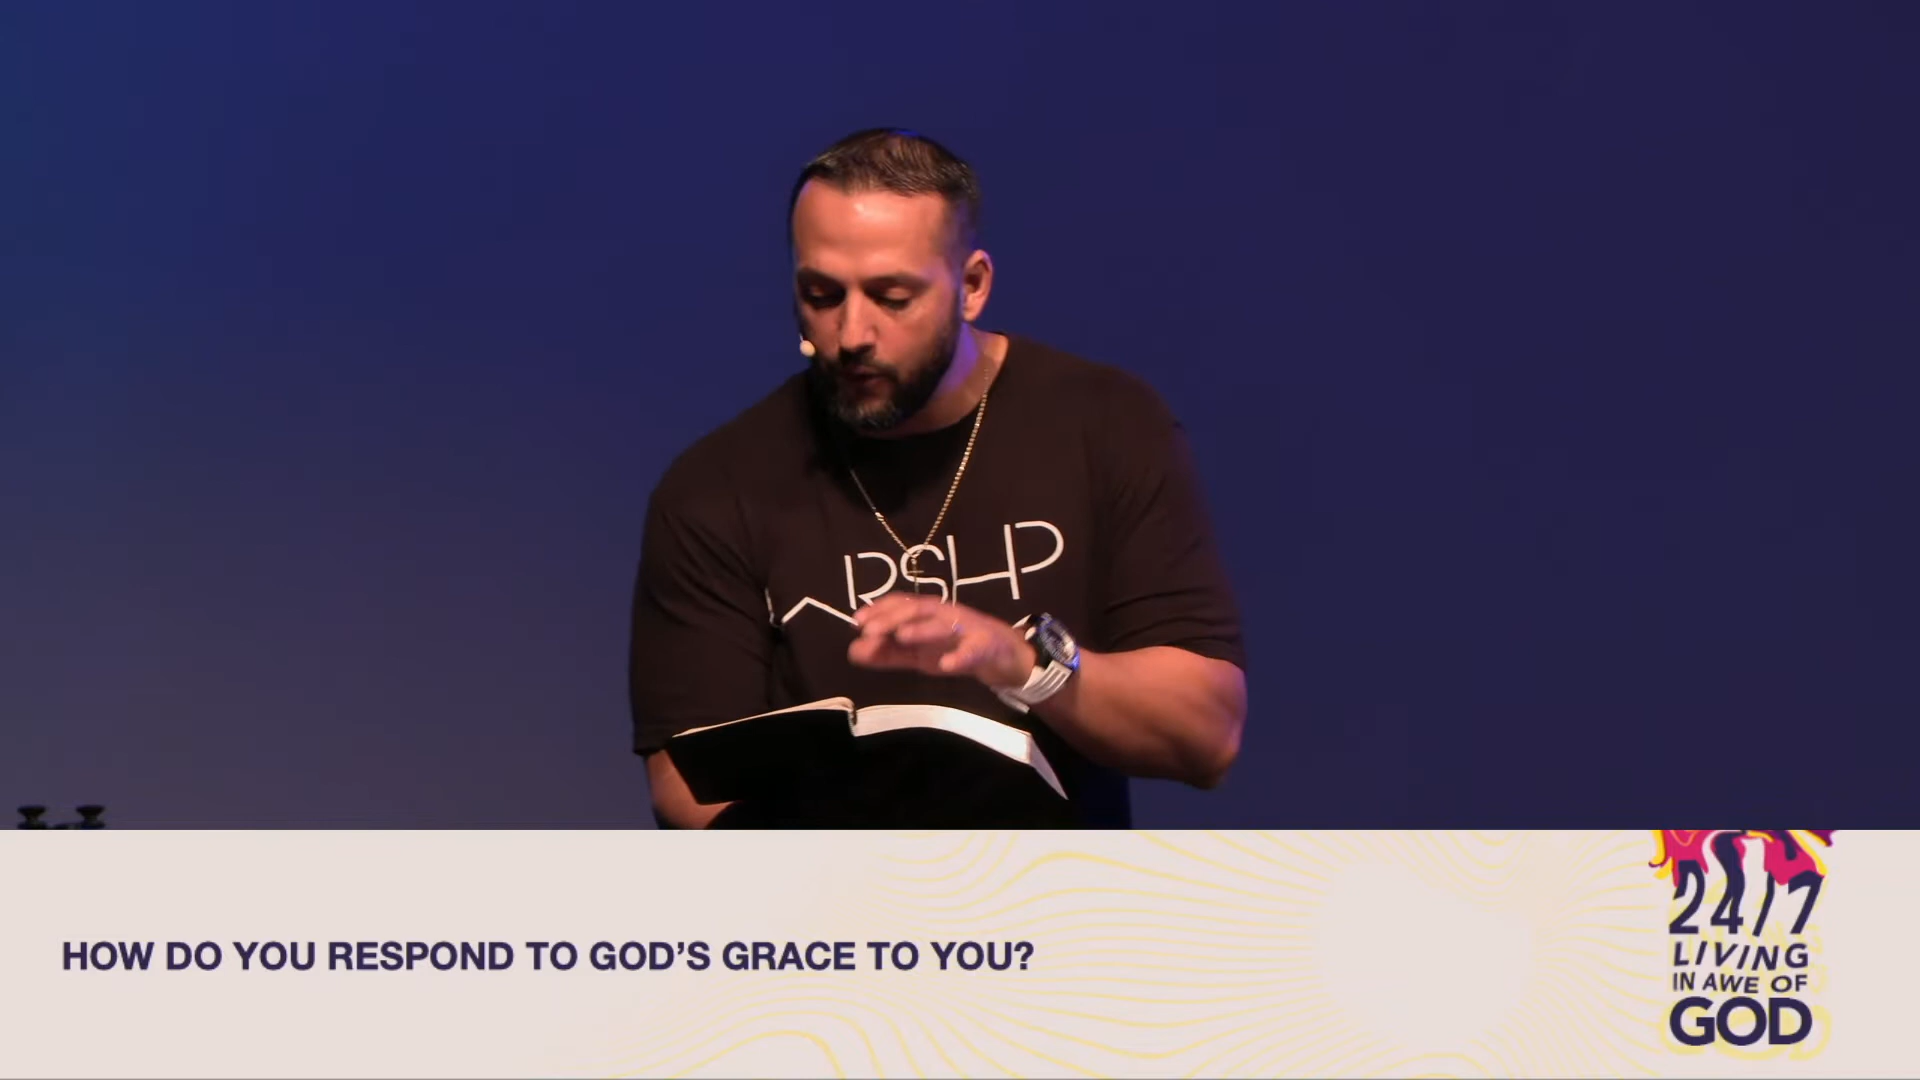 WRSHP
HOW DO YOU RESPOND TO GOD'S GRACE TO YOU?
24/7
LIVING
IN AWE OF
GOD